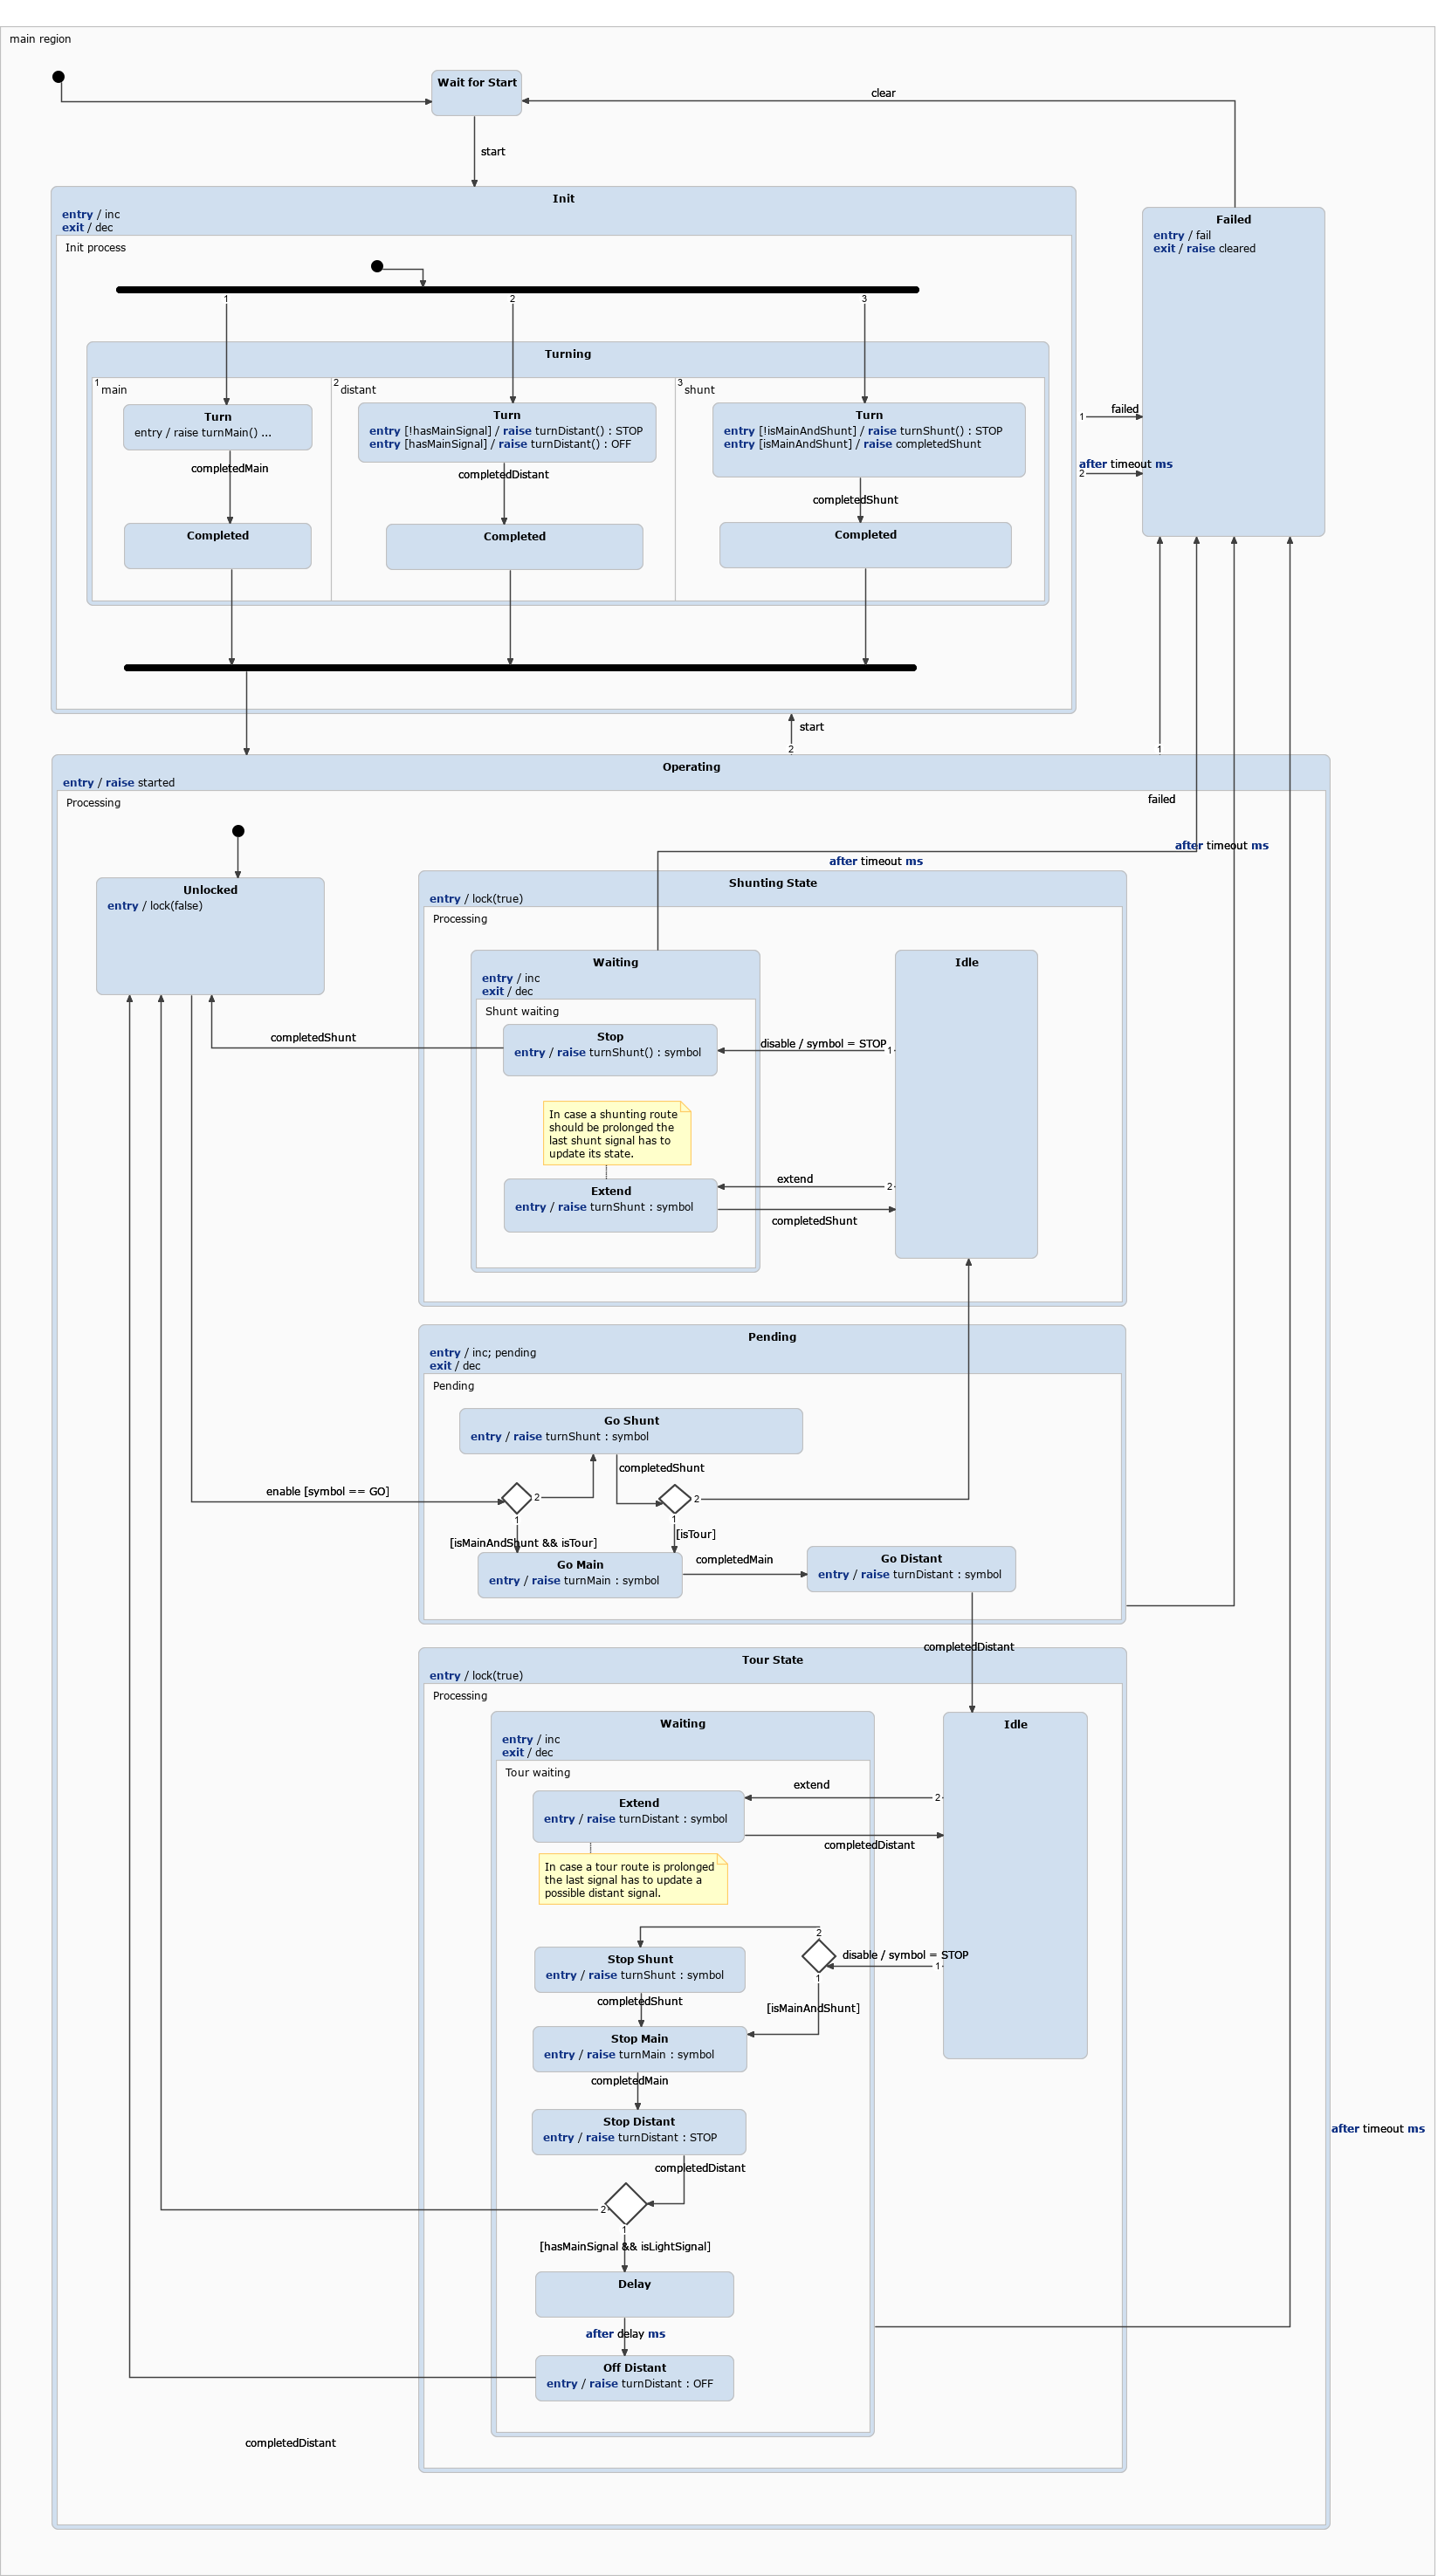 main region
Wait for Start
clear
start
Init
entry / inc
exit / dec
Init process
Failed
entry / fail
exit / raise cleared
1
2
3
Turning
1
main
2
distant
3
shunt
Turn
entry / raise turnMain() ...
Turn
entry [!hasMainSignal] / raise turnDistant() : STOP
entry [hasMainSignal] / raise turnDistant() : OFF
Turn
entry [!isMainAndShunt] / raise turnShunt() : STOP
entry [isMainAndShunt] / raise completedShunt
1
failed
after timeout ms
2
completedMain
completedDistant
completedShunt
Completed
Completed
Completed
start
2
1
Operating
entry / raise started
Processing
failed
after timeout ms
after timeout ms
Unlocked
entry / lock(false)
Shunting State
entry / lock(true)
Processing
Waiting
entry / inc
exit / dec
Shunt waiting
Idle
Stop
entry / raise turnShunt() : symbol
completedShunt
disable / symbol = STOP
1
In case a shunting route
should be prolonged the
last shunt signal has to
update its state.
Extend
entry / raise turnShunt : symbol
extend
2
completedShunt
Pending
entry / inc; pending
exit / dec
Pending
Go Shunt
entry / raise turnShunt : symbol
completedShunt
enable [symbol == GO]
2
2
1
1
[isMainAndShunt && isTour]
[isTour]
Go Main
entry / raise turnMain : symbol
completedMain
Go Distant
entry / raise turnDistant : symbol
completedDistant
Tour State
entry / lock(true)
Processing
Waiting
entry / inc
exit / dec
Tour waiting
Idle
Extend
entry / raise turnDistant : symbol
extend
2
completedDistant
In case a tour route is prolonged
the last signal has to update a
possible distant signal.
2
disable / symbol = STOP
1
1
Stop Shunt
entry / raise turnShunt : symbol
completedShunt
[isMainAndShunt]
Stop Main
entry / raise turnMain : symbol
completedMain
Stop Distant
entry / raise turnDistant : STOP
after timeout ms
completedDistant
2
1
[hasMainSignal && isLightSignal]
Delay
after delay ms
Off Distant
entry / raise turnDistant : OFF
completedDistant